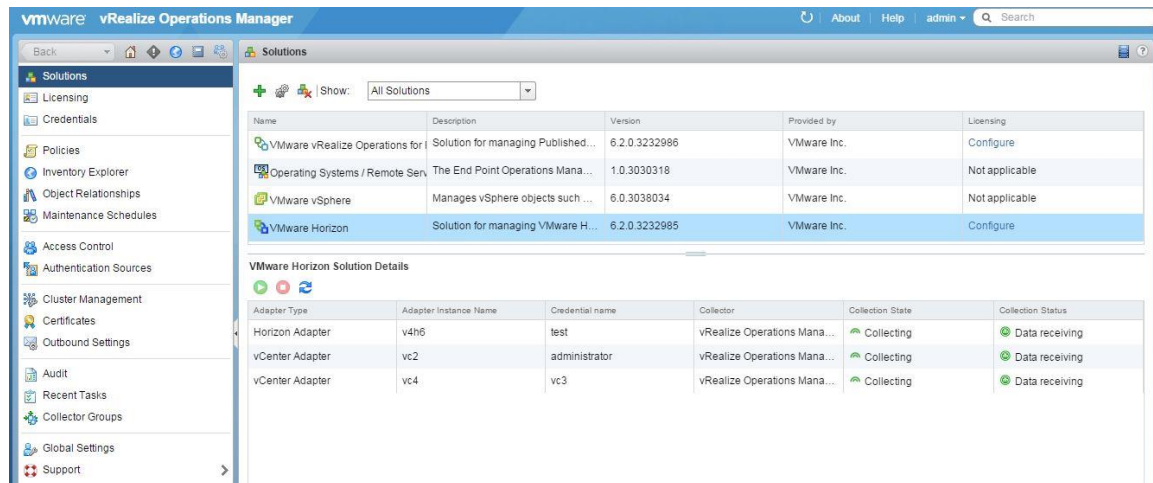 vmware vRealize Operations Manager
About Help admin Search
Back
Solutions
Licensing
Credentials
Policies
Inventory Explorer
Object Relationships
Maintenance Schedules
Access Control
Authentication Sources
Cluster Management
Certificates
Outbound Settings
Audit
Recent Tasks
Collector Groups
Global Settings
Support
Solutions
Show: All Solutions
Name Description Version Provided by Licensing
VMware vRealize Operations for Solution for managing Published... 6.2.0.3232986 VMware Inc. Configure
Operating Systems / Remote Serv The End Point Operations Mana... 1.0.3030318 VMware Inc. Not applicable
VMware vSphere Manages vSphere objects such ... 6.0.3038034 VMware Inc. Not applicable
VMware Horizon Solution for managing VMware H... 6.2.0.3232985 VMware Inc. Configure
VMware Horizon Solution Details
Adapter Type Adapter Instance Name Credential name Collector Collection State Collection Status
Horizon Adapter v4h6 test vRealize Operations Mana... Collecting Data receiving
vCenter Adapter vc2 administrator vRealize Operations Mana... Collecting Data receiving
vCenter Adapter vc4 vc3 vRealize Operations Mana... Collecting Data receiving